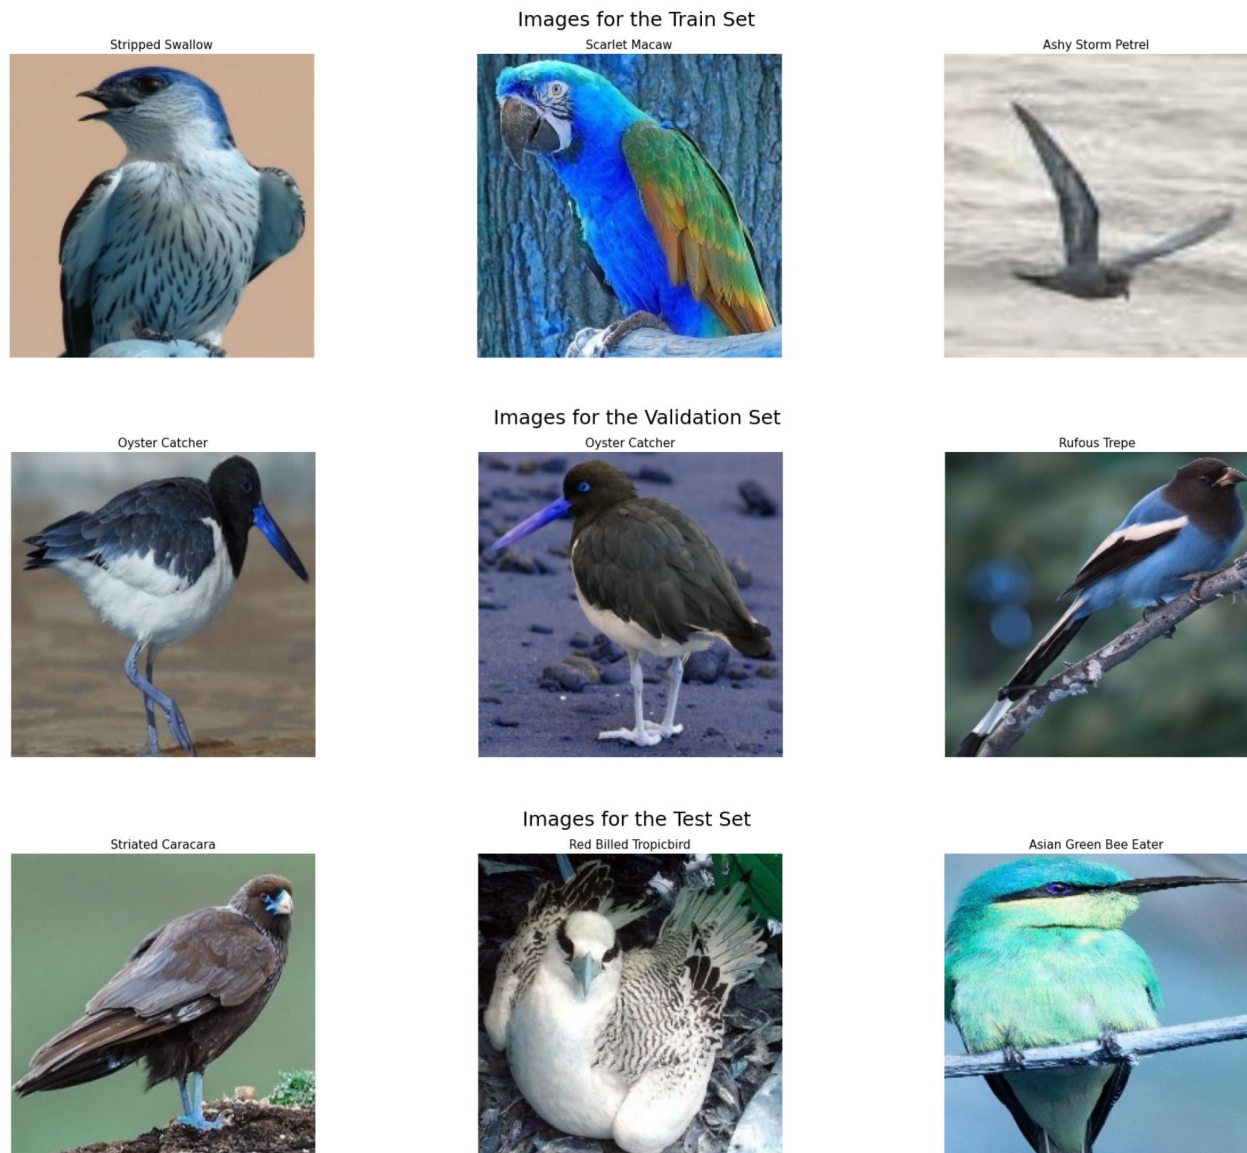 Images for the Train Set
Stripped Swallow
Scarlet Macaw
Ashy Storm Petrel
Images for the Validation Set
Oyster Catcher
Oyster Catcher
Rufous Trepe
Images for the Test Set
Striated Caracara
Red Billed Tropicbird
Asian Green Bee Eater